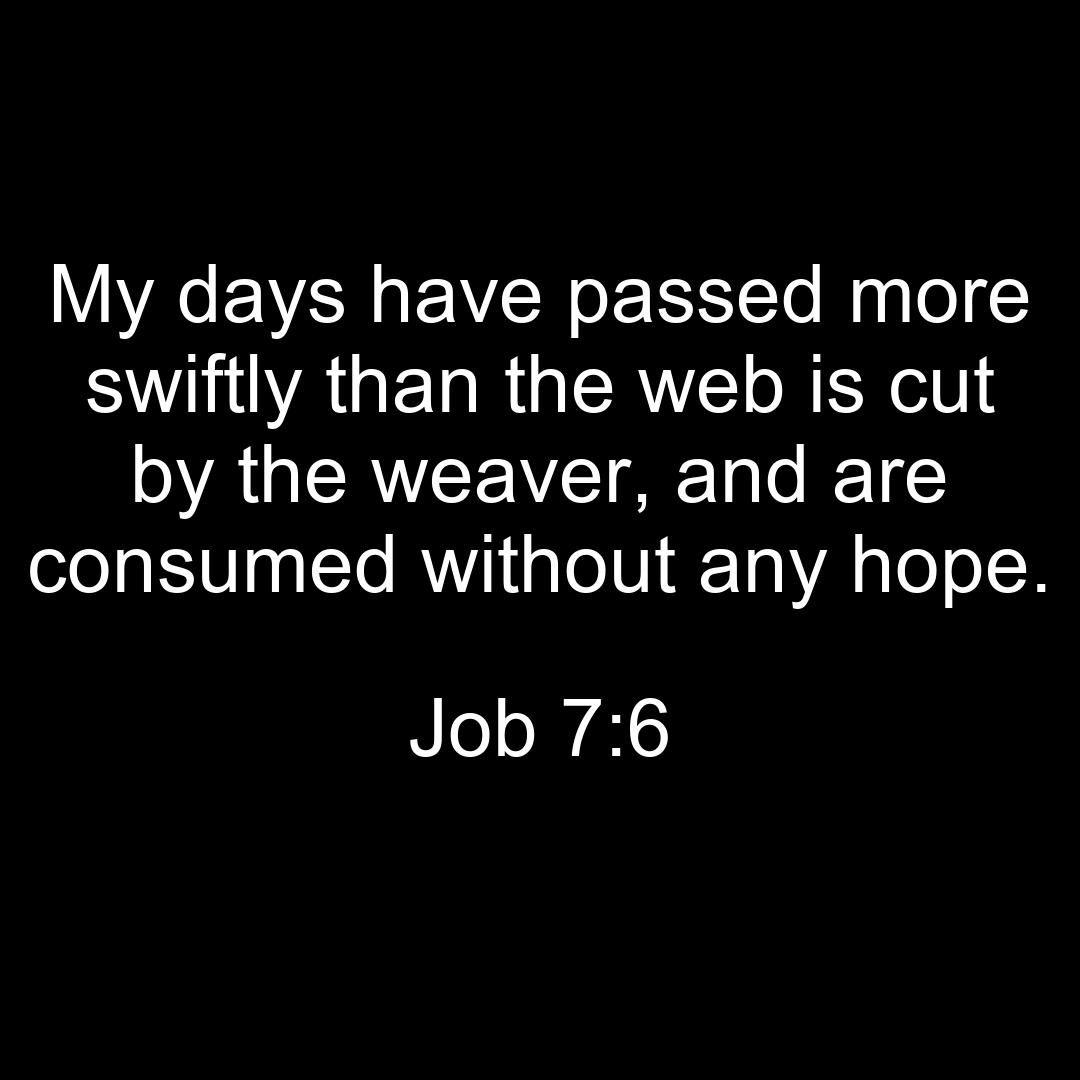 My days have passed more
swiftly than the web is cut
by the weaver, and are
consumed without any hope.
Job 7:6